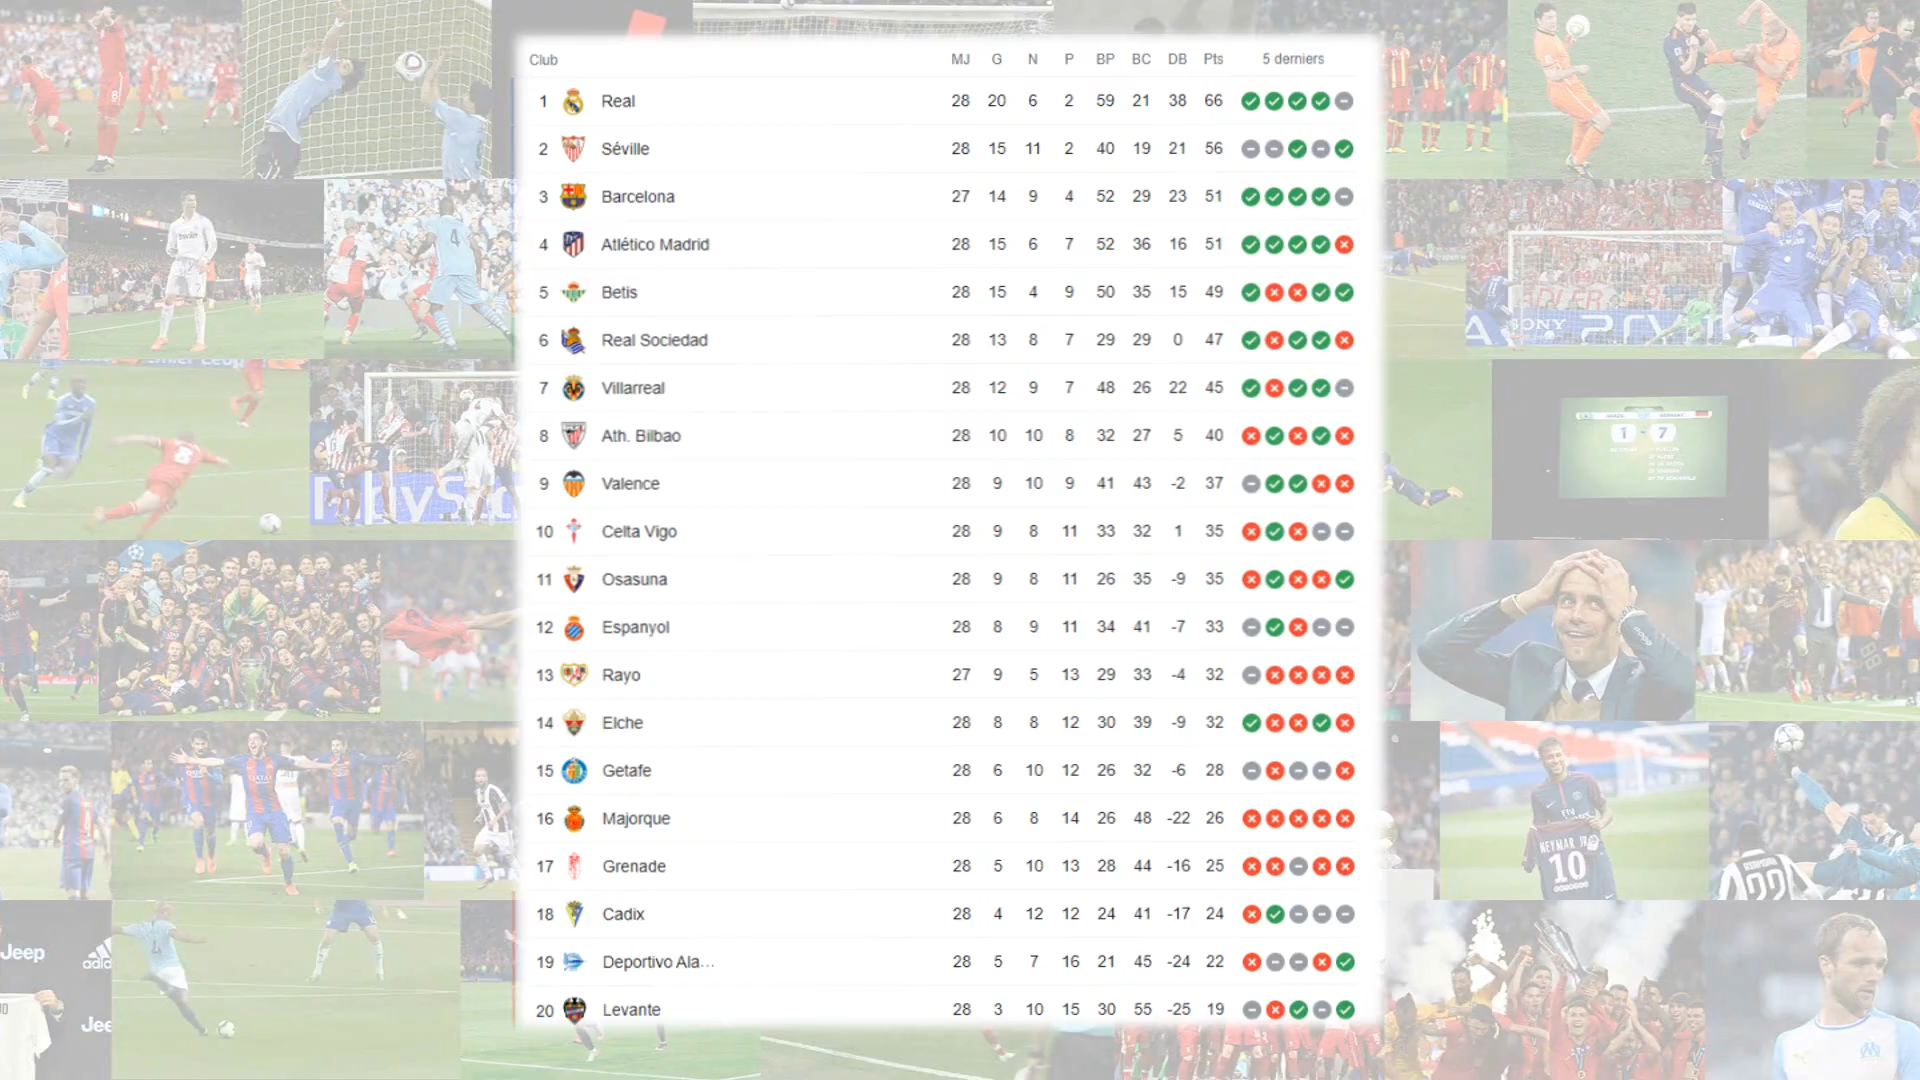 Club MJ G N P BP BC DB Pts 5 derniers
1 Real 28 20 6 2 59 21 38 66
2 Séville 28 15 11 2 40 19 21 56
3 Barcelona 27 14 9 4 52 29 23 51
4 Atlético Madrid 28 15 6 7 52 36 16 51
5 Betis 28 15 4 9 50 35 15 49
6 Real Sociedad 28 13 8 7 29 29 0 47
7 Villarreal 28 12 9 7 48 26 22 45
8 Ath. Bilbao 28 10 10 8 32 27 5 40
9 Valence 28 9 10 9 41 43 -2 37
10 Celta Vigo 28 9 8 11 33 32 1 35
11 Osasuna 28 9 8 11 26 35 -9 35
12 Espanyol 28 8 9 11 34 41 -7 33
13 Rayo 27 9 5 13 29 33 -4 32
14 Elche 28 8 8 12 30 39 -9 32
15 Getafe 28 6 10 12 26 32 -6 28
16 Majorque 28 6 8 14 26 48 -22 26
17 Grenade 28 5 10 13 28 44 -16 25
18 Cadix 28 4 12 12 24 41 -17 24
19 Deportivo Ala... 28 5 7 16 21 45 -24 22
20 Levante 28 3 10 15 30 55 -25 19
SONY
1 - 7
NEYMAR JR
10
Jeep
adidas
4
8